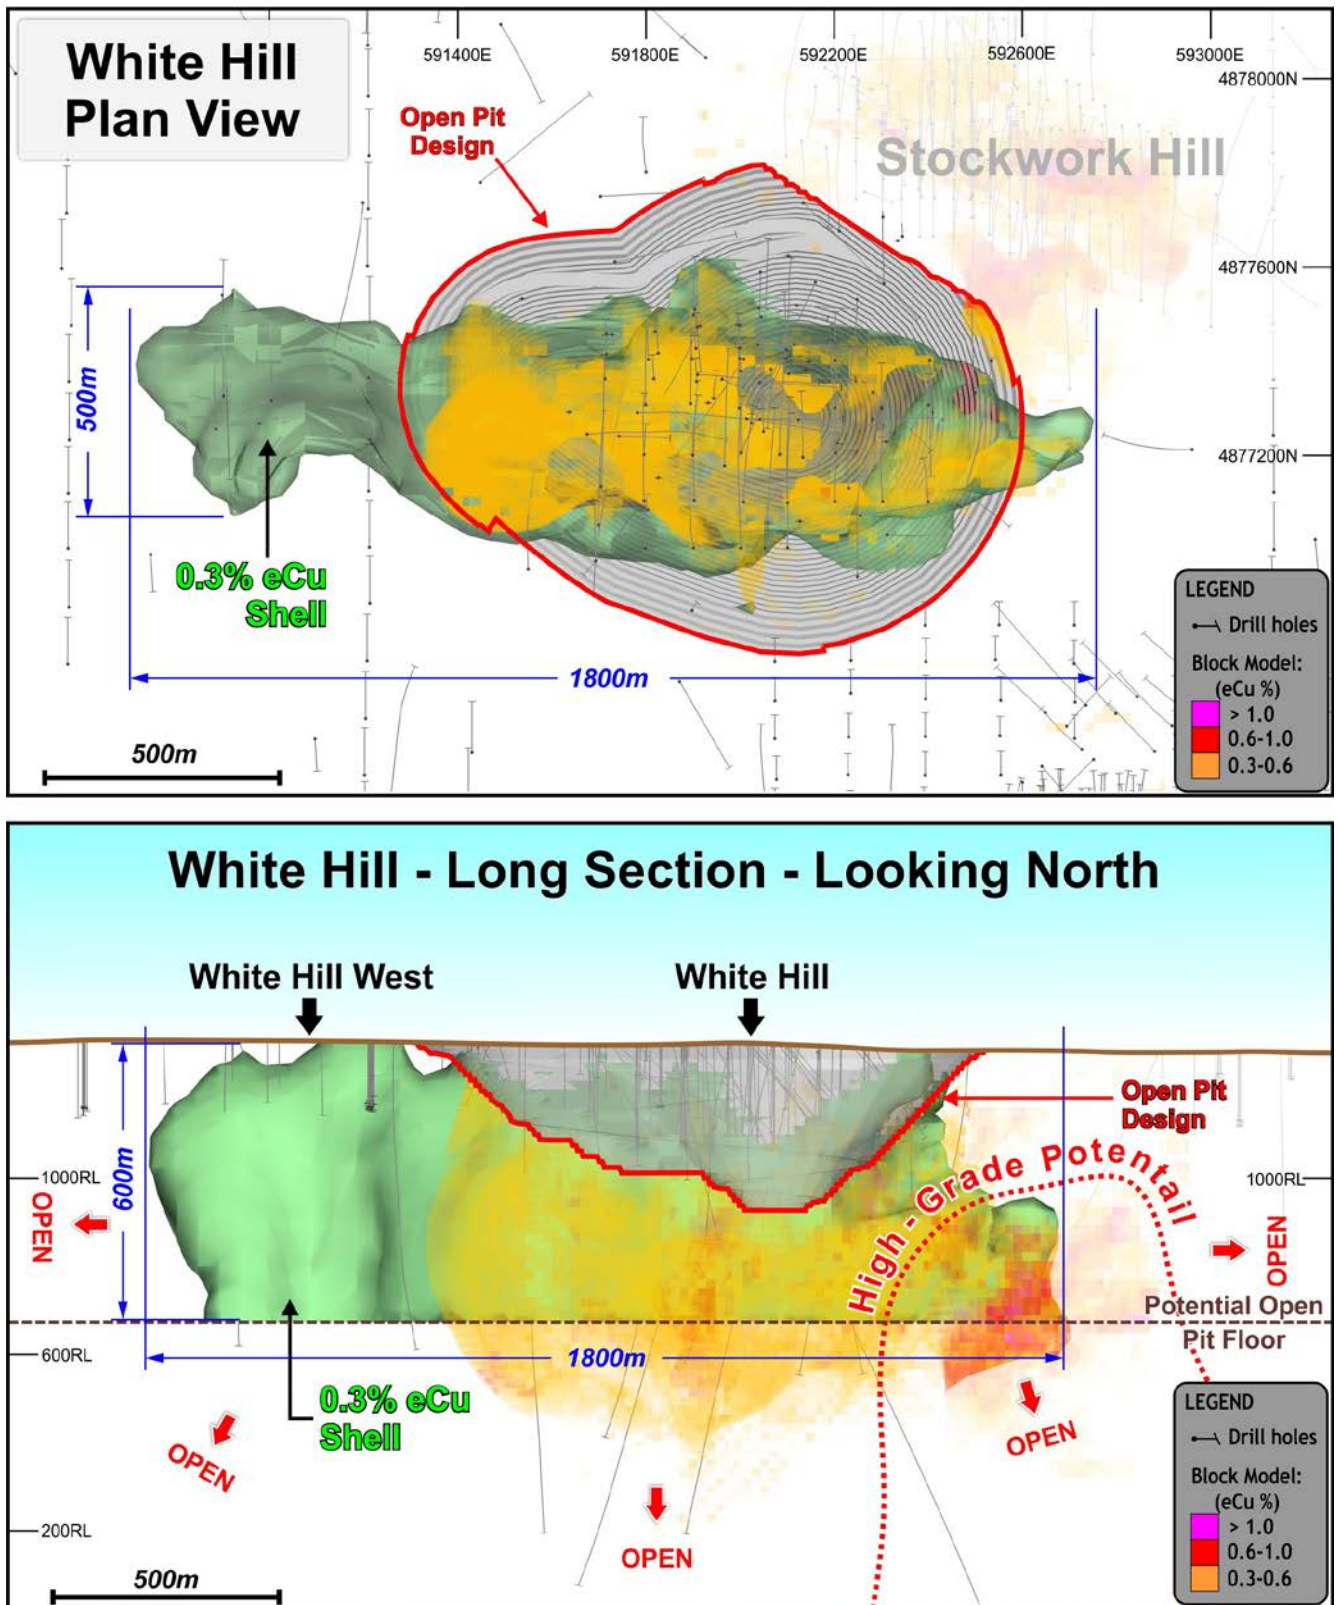 White Hill
Plan View
591400E
591800E
592200E
592600E
593000E
4878000N
Open Pit
Design
Stockwork Hill
4877600N
500m
4877200N
0.3% eCu
Shell
1800m
500m
LEGEND
Drill holes
Block Model:
(eCu %)
> 1.0
0.6-1.0
0.3-0.6
White Hill - Long Section - Looking North
White Hill West
White Hill
Open Pit
Design
600m
1000RL
1000RL
High - Grade Potentail
OPEN
OPEN
Potential Open
Pit Floor
600RL
1800m
0.3% eCu
Shell
OPEN
OPEN
OPEN
200RL
500m
LEGEND
Drill holes
Block Model:
(eCu %)
> 1.0
0.6-1.0
0.3-0.6